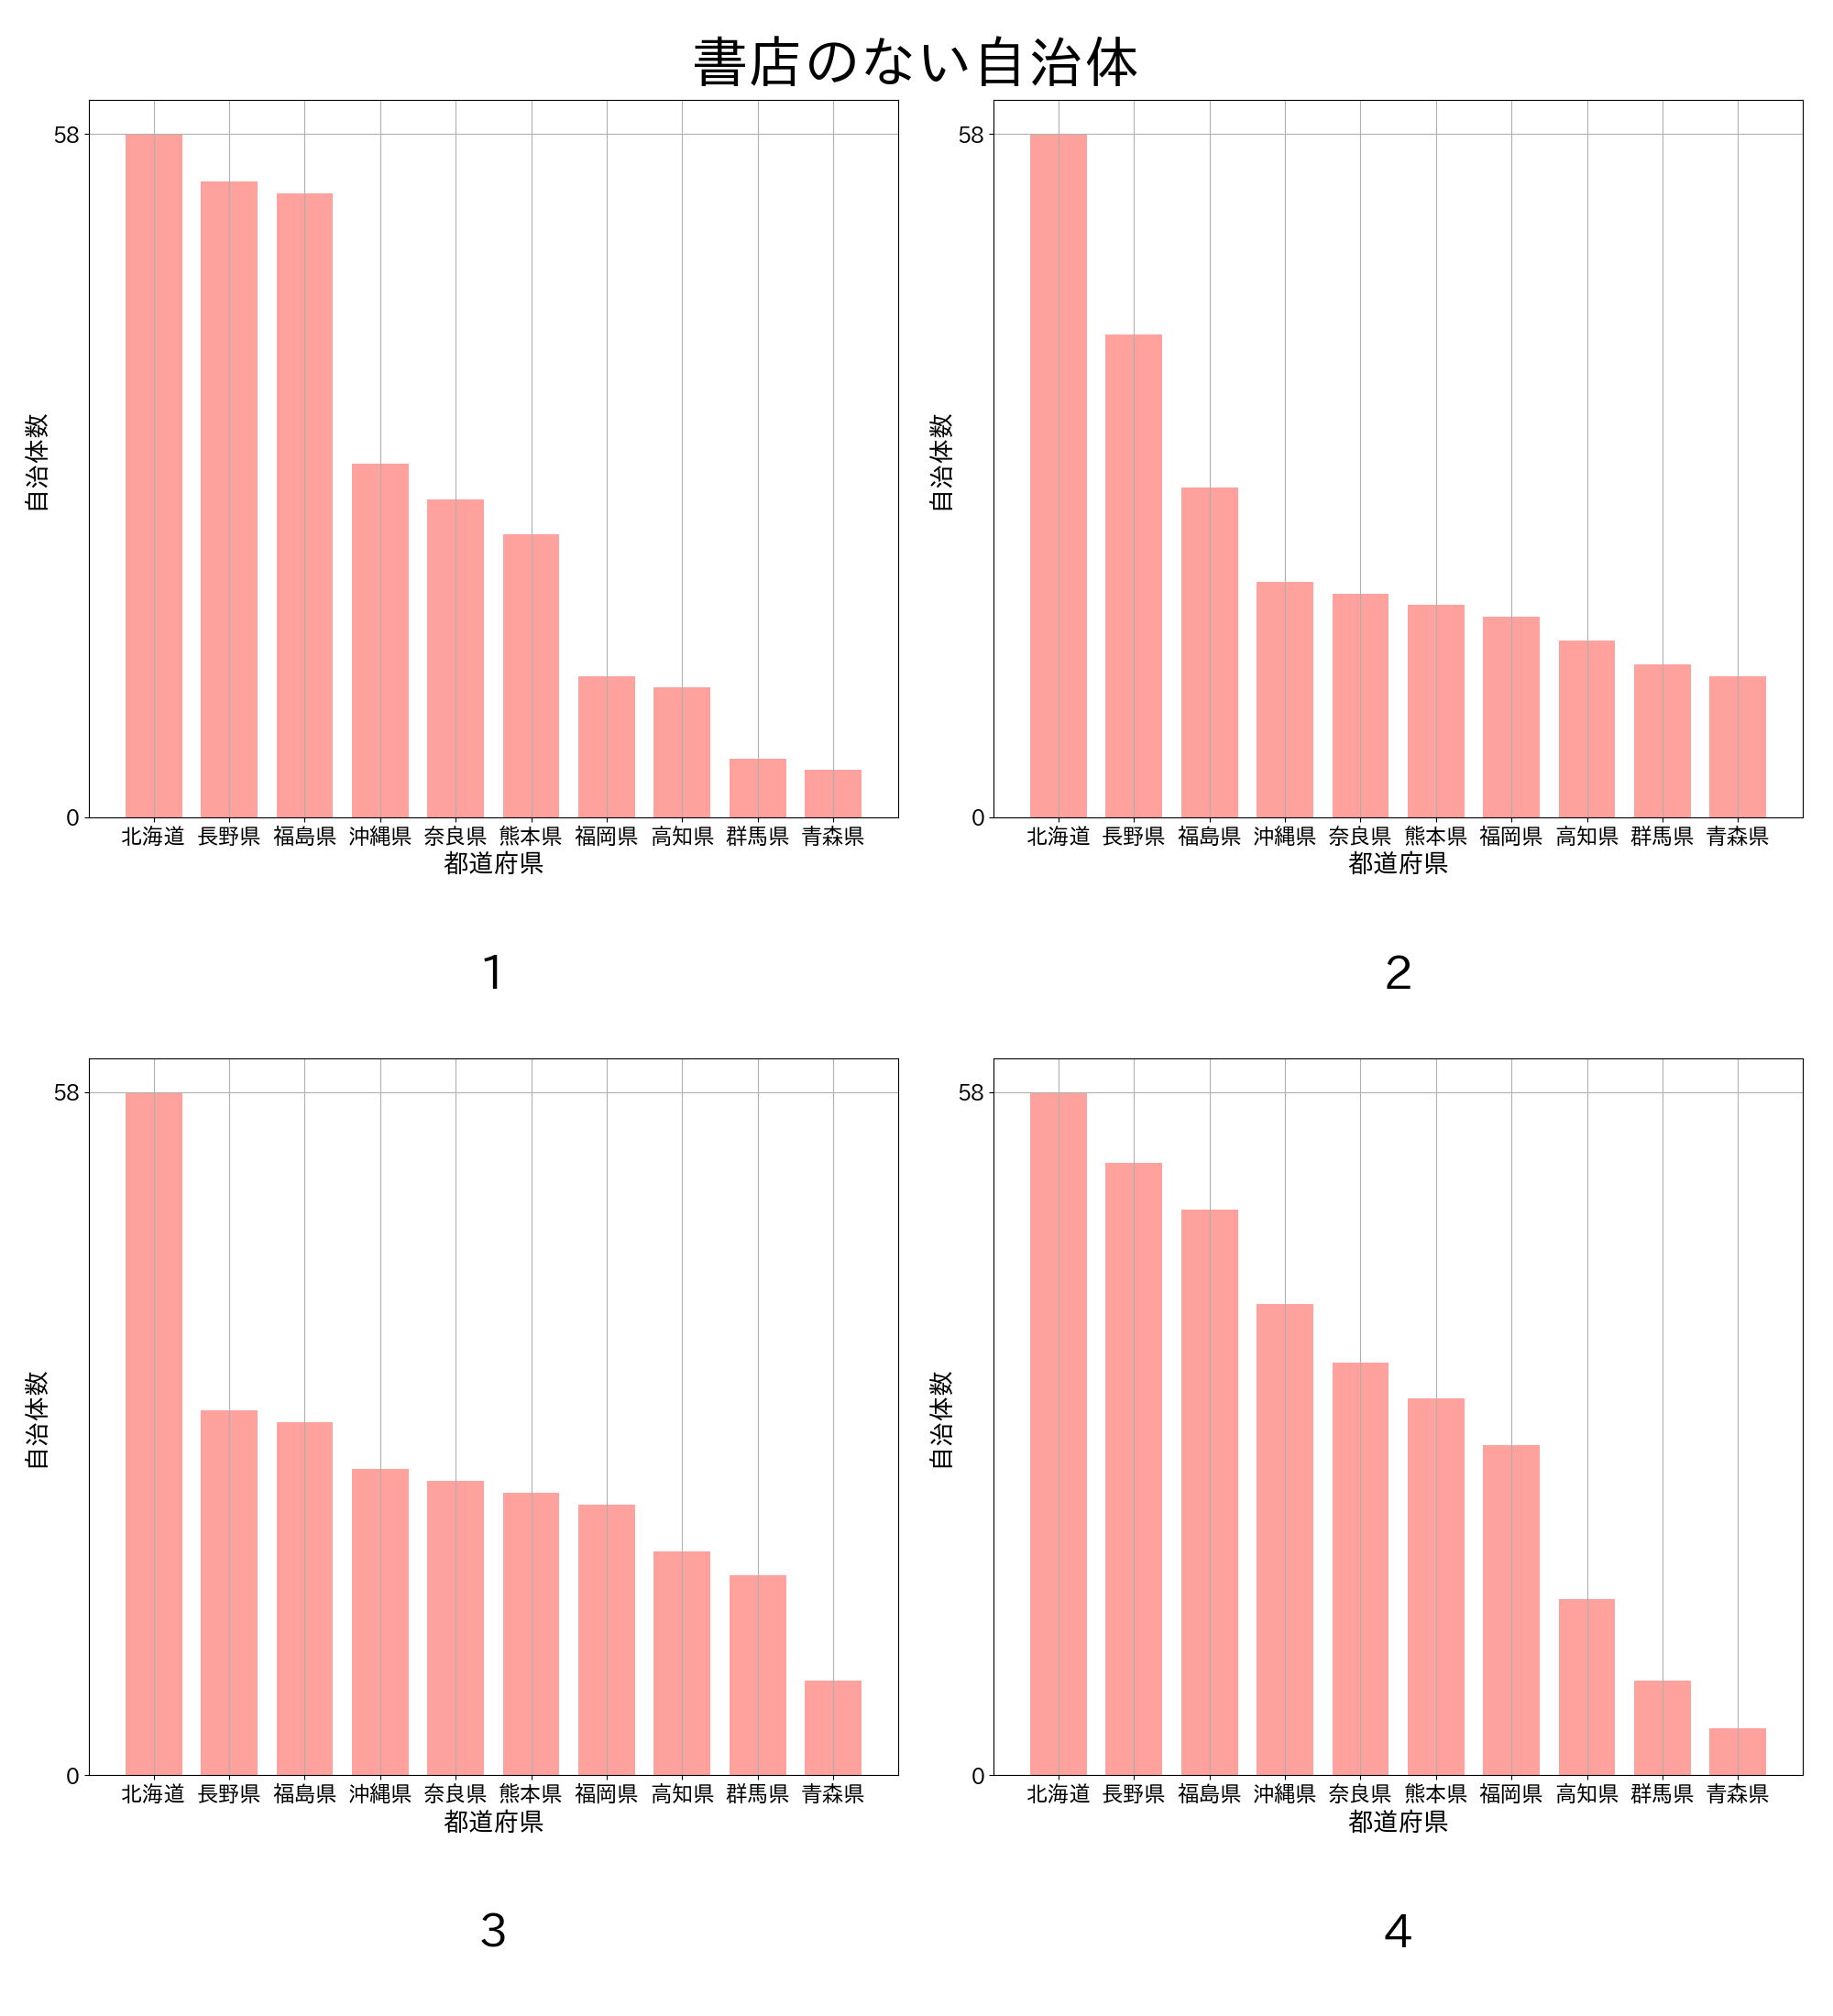 書店のない自治体
58
0
自治体数
北海道 長野県 福島県 沖縄県 奈良県 熊本県 福岡県 高知県 群馬県 青森県
都道府県
1
58
0
自治体数
北海道 長野県 福島県 沖縄県 奈良県 熊本県 福岡県 高知県 群馬県 青森県
都道府県
2
58
0
自治体数
北海道 長野県 福島県 沖縄県 奈良県 熊本県 福岡県 高知県 群馬県 青森県
都道府県
3
58
0
自治体数
北海道 長野県 福島県 沖縄県 奈良県 熊本県 福岡県 高知県 群馬県 青森県
都道府県
4